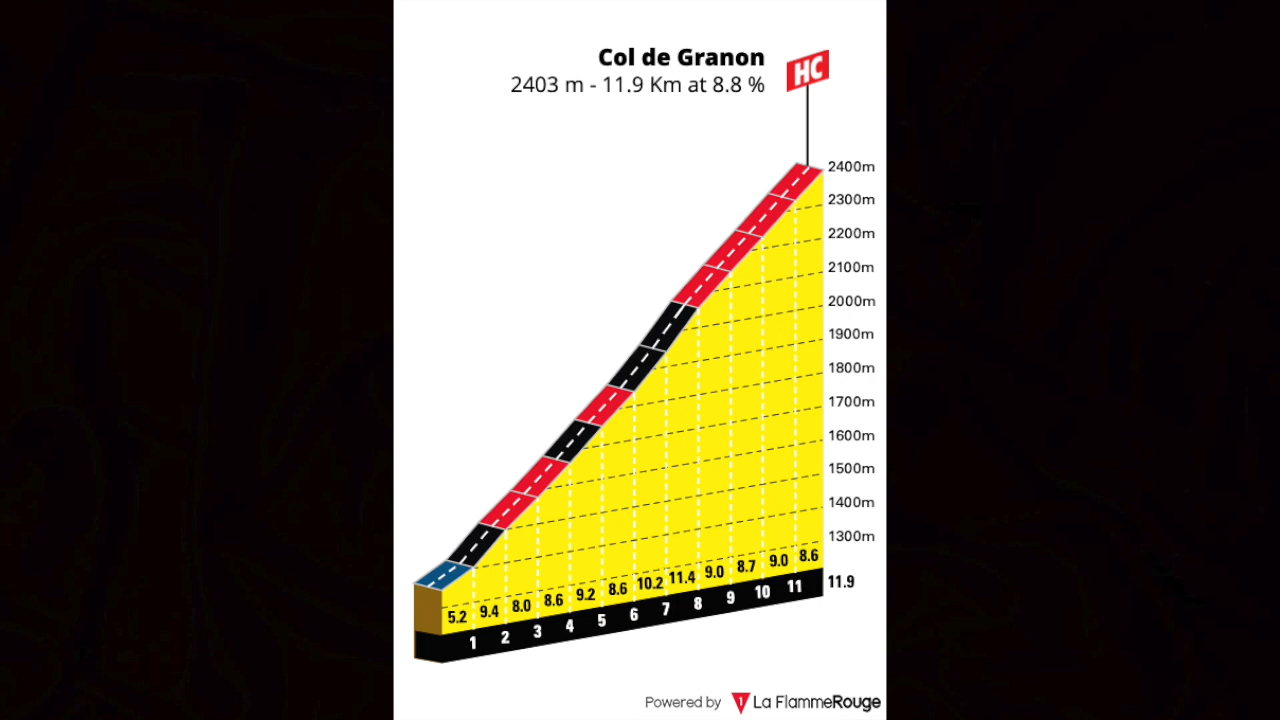 Col de Granon
HC
2403 m - 11.9 Km at 8.8 %
2400m
2300m
2200m
2100m
2000m
1900m
1800m
1700m
1600m
1500m
1400m
1300m
5.2 9.4 8.0 8.6 9.2 8.6 10.2 11.4 9.0 8.7 9.0 8.6
1 2 3 4 5 6 7 8 9 10 11 11.9
Powered by 1 La FlammeRouge